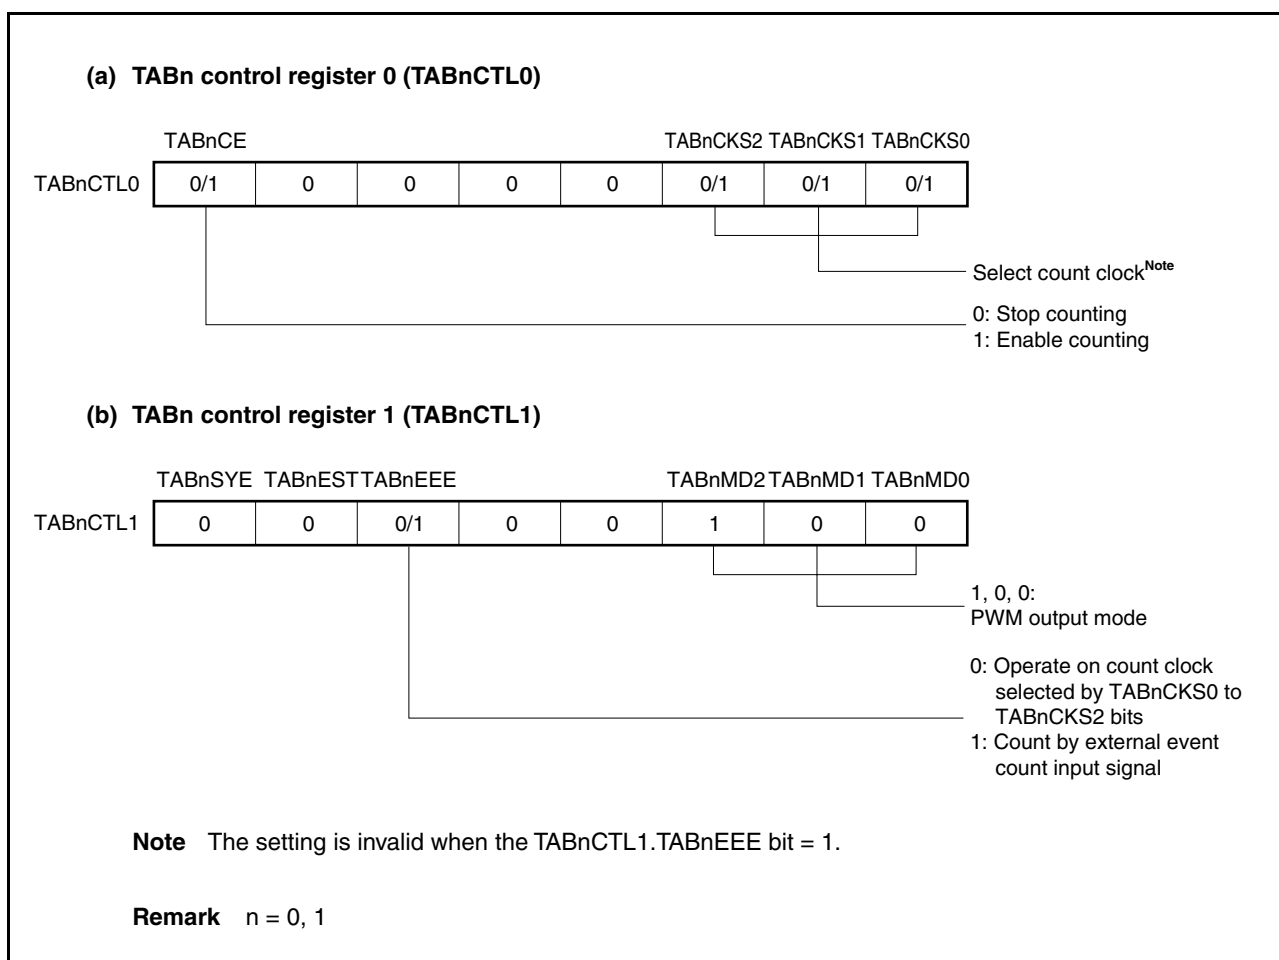 (a) TABn control register 0 (TABnCTL0)
TABnCE TABnCKS2 TABnCKS1 TABnCKS0
TABnCTL0 0/1 0 0 0 0 0/1 0/1 0/1
Select count clockNote
0: Stop counting
1: Enable counting
(b) TABn control register 1 (TABnCTL1)
TABnSYE TABnEST TABnEEE TABnMD2 TABnMD1 TABnMD0
TABnCTL1 0 0 0/1 0 0 1 0 0
1, 0, 0:
PWM output mode
0: Operate on count clock
selected by TABnCKS0 to
TABnCKS2 bits
1: Count by external event
count input signal
Note The setting is invalid when the TABnCTL1.TABnEEE bit = 1.
Remark n = 0, 1